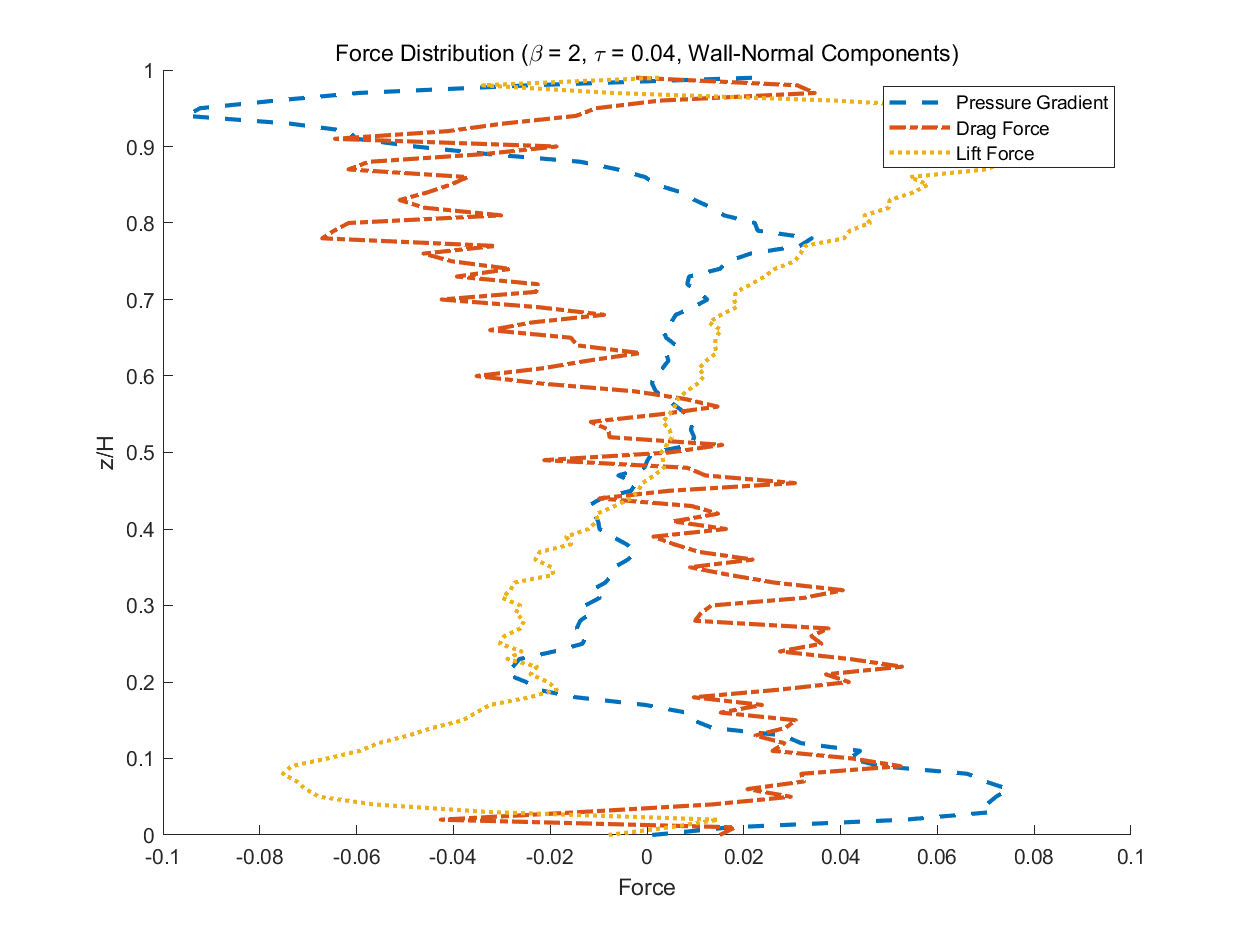 Force Distribution (β = 2, τ = 0.04, Wall-Normal Components)
1
0.9
0.8
0.7
0.6
0.5
0.4
0.3
0.2
0.1
0
z/H
Pressure Gradient
Drag Force
Lift Force
-0.1 -0.08 -0.06 -0.04 -0.02 0 0.02 0.04 0.06 0.08 0.1
Force